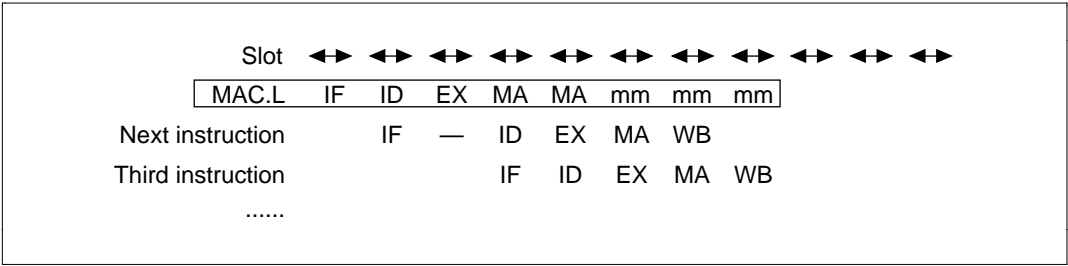 Slot
MAC.L IF ID EX MA MA mm mm mm
Next instruction IF — ID EX MA WB
Third instruction IF ID EX MA WB
......